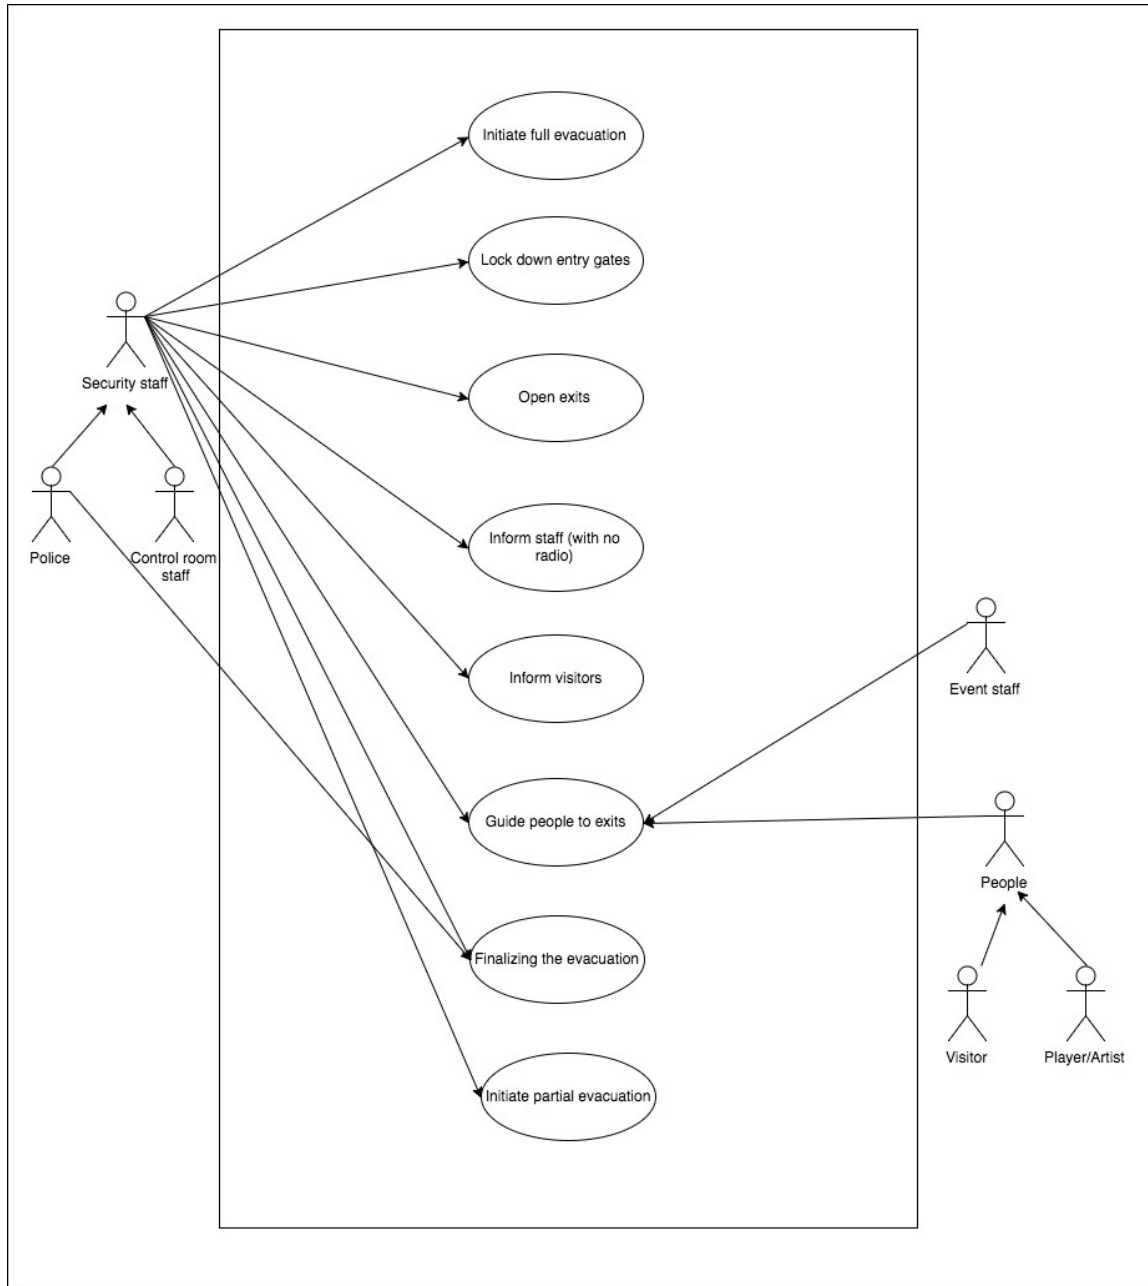 Initiate full evacuation
Lock down entry gates
Security staff
Open exits
Police
Control room
staff
Inform staff (with no
radio)
Inform visitors
Event staff
Guide people to exits
People
Finalizing the evacuation
Visitor
Player/Artist
Initiate partial evacuation